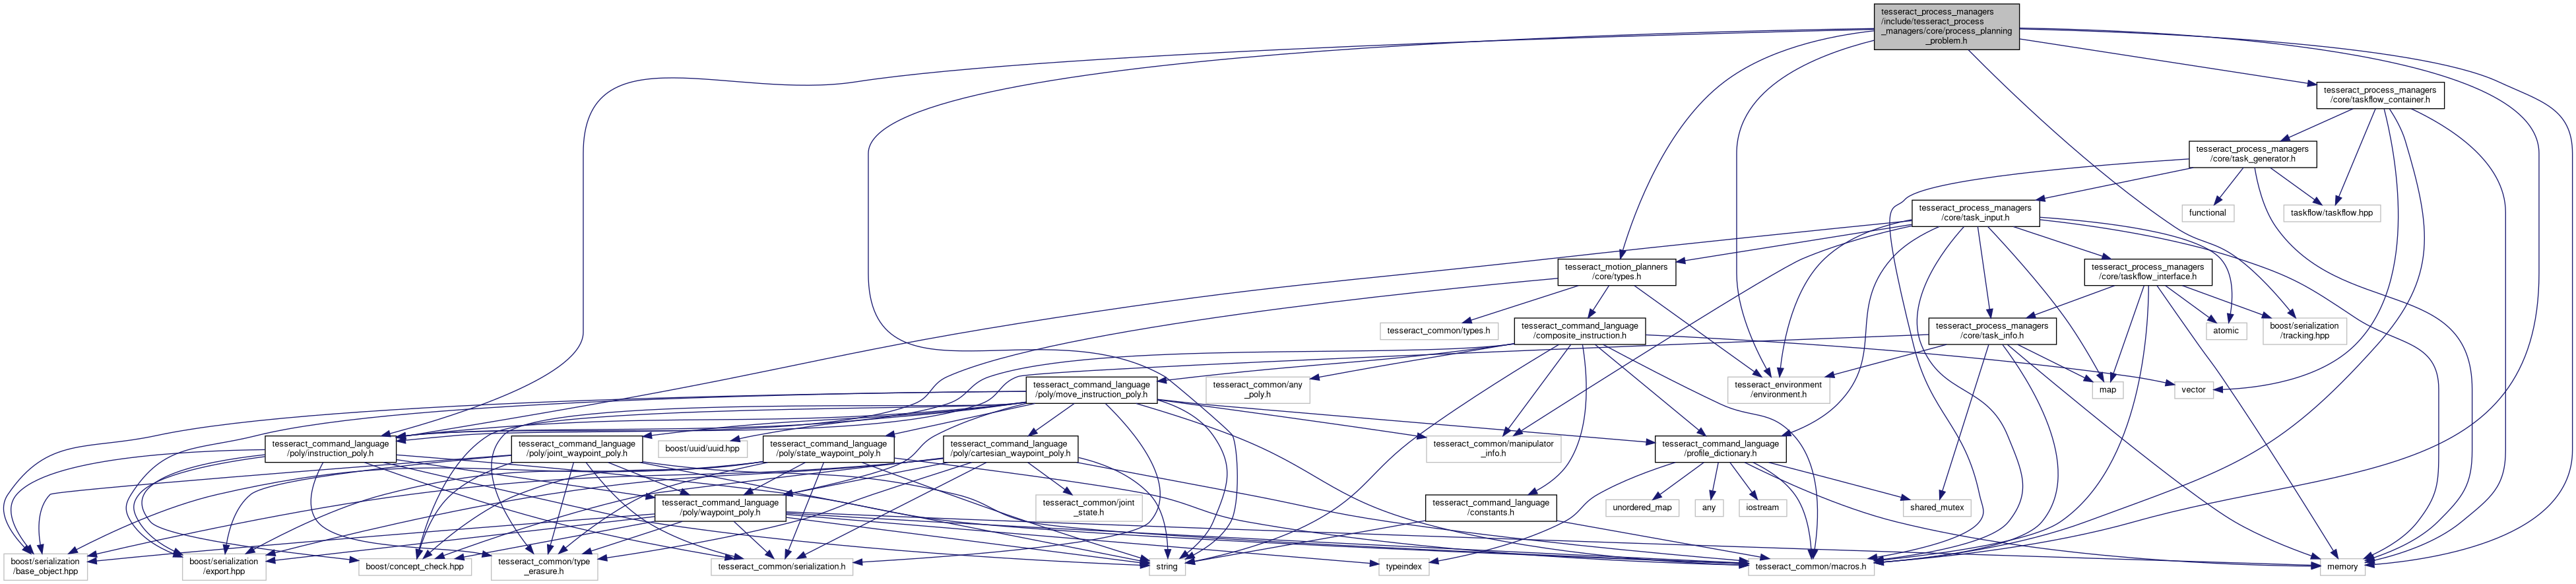 tesseract_process_managers
/include/tesseract_process
_managers/core/process_planning
_problem.h
tesseract_process_managers
/core/taskflow_container.h
tesseract_process_managers
/core/task_generator.h
tesseract_process_managers
/core/task_input.h
functional
taskflow/taskflow.hpp
tesseract_motion_planners
/core/types.h
tesseract_process_managers
/core/taskflow_interface.h
tesseract_common/types.h
tesseract_command_language
/composite_instruction.h
tesseract_process_managers
/core/task_info.h
atomic
boost/serialization
/tracking.hpp
tesseract_command_language
/poly/move_instruction_poly.h
tesseract_common/any
_poly.h
tesseract_environment
/environment.h
map
vector
tesseract_command_language
/poly/instruction_poly.h
tesseract_command_language
/poly/joint_waypoint_poly.h
boost/uuid/uuid.hpp
tesseract_command_language
/poly/state_waypoint_poly.h
tesseract_command_language
/poly/cartesian_waypoint_poly.h
tesseract_common/manipulator
_info.h
tesseract_command_language
/profile_dictionary.h
tesseract_command_language
/poly/waypoint_poly.h
tesseract_common/joint
_state.h
tesseract_command_language
/constants.h
unordered_map
any
iostream
shared_mutex
boost/serialization
/base_object.hpp
boost/serialization
/export.hpp
boost/concept_check.hpp
tesseract_common/type
_erasure.h
tesseract_common/serialization.h
string
typeindex
tesseract_common/macros.h
memory